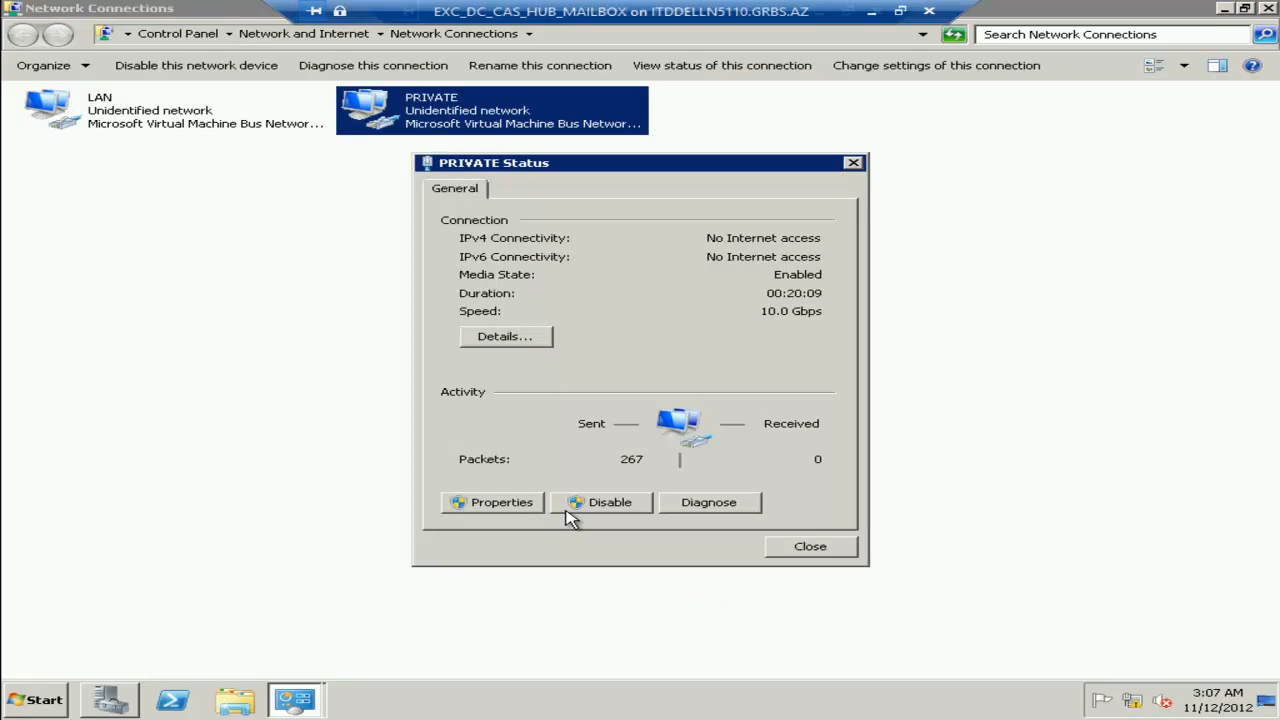 Network Connections
EXC_DC_CAS_HUB_MAILBOX on ITDDELLN5110.GRBS.AZ
Control Panel Network and Internet Network Connections
Search Network Connections
Organize Disable this network device Diagnose this connection Rename this connection View status of this connection Change settings of this connection
LAN
Unidentified network
Microsoft Virtual Machine Bus Networ...
PRIVATE
Unidentified network
Microsoft Virtual Machine Bus Networ...
PRIVATE Status
General
Connection
IPv4 Connectivity: No Internet access
IPv6 Connectivity: No Internet access
Media State: Enabled
Duration: 00:20:09
Speed: 10.0 Gbps
Details...
Activity
Sent Received
Packets: 267 0
Properties Disable Diagnose
Close
Start
3:07 AM
11/12/2012